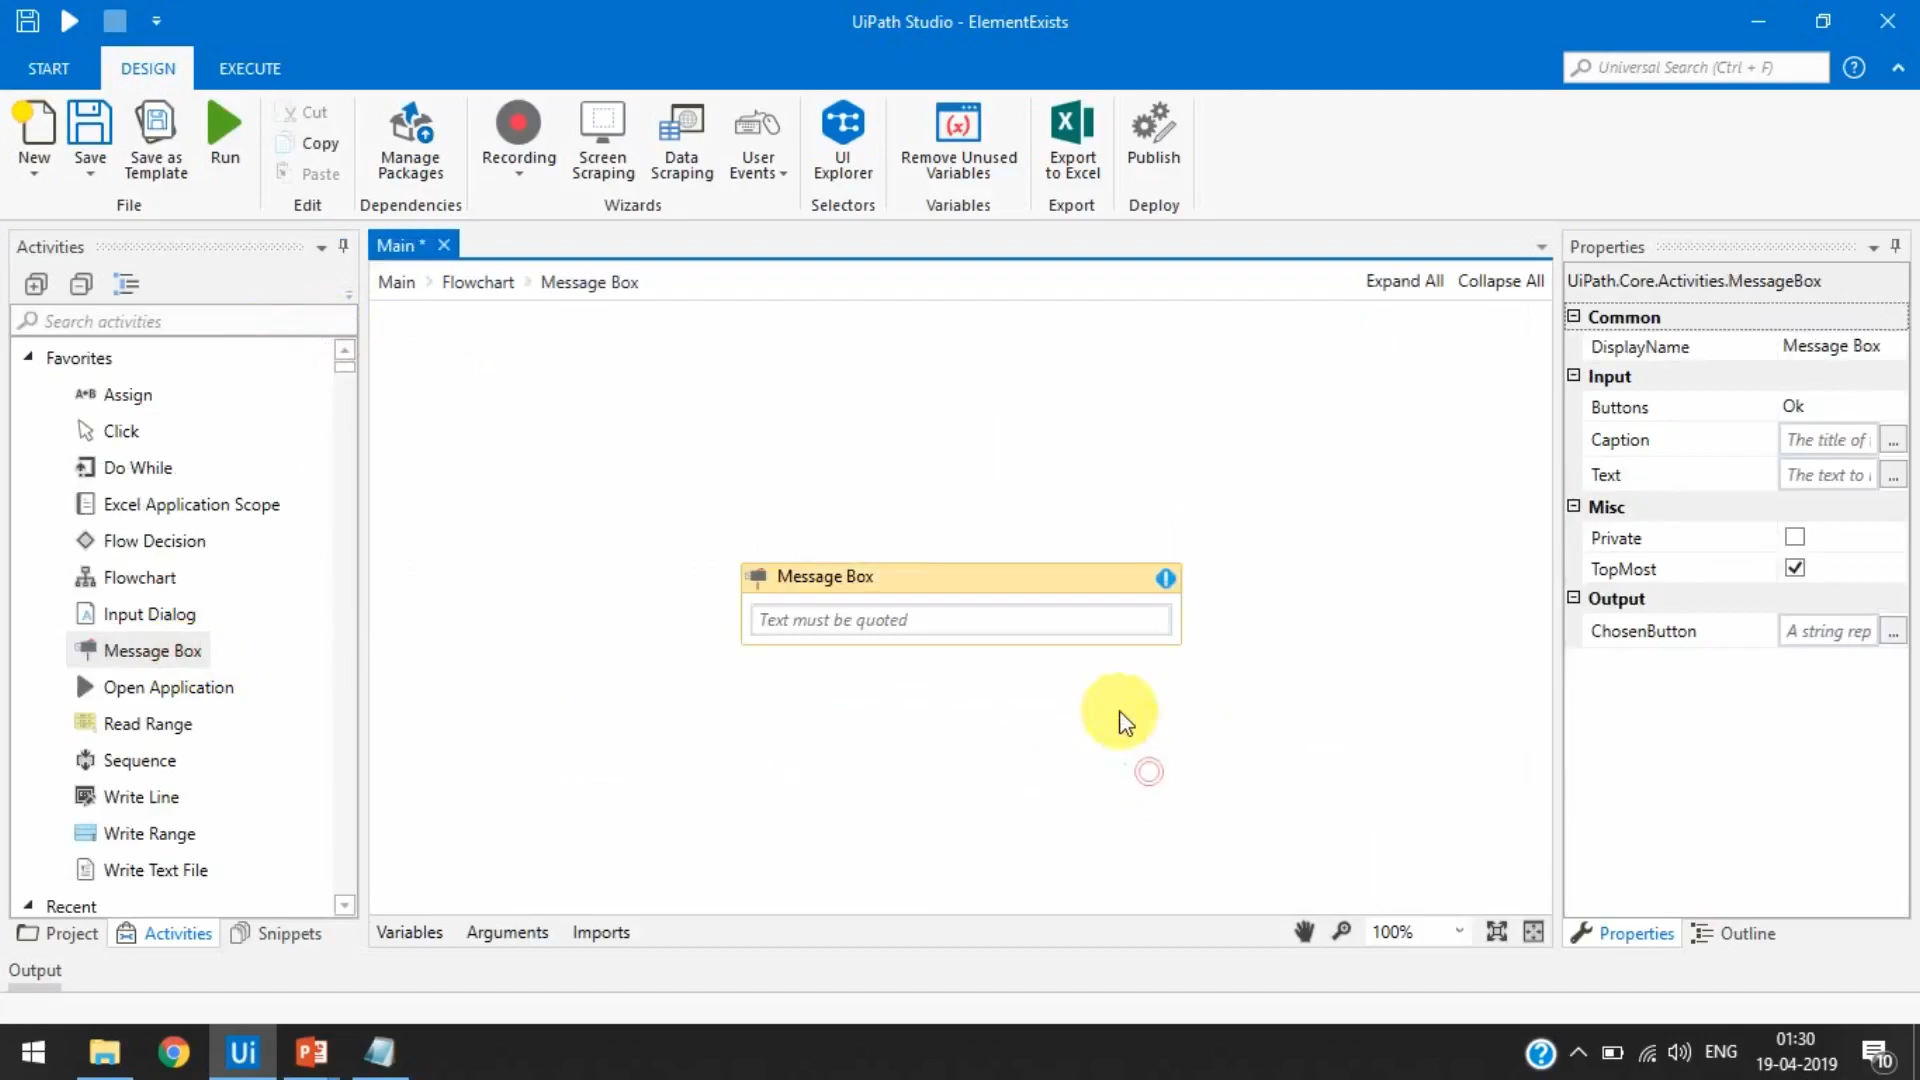 UiPath Studio - ElementExists
START
DESIGN
EXECUTE
Universal Search (Ctrl + F)
New
Save
Save as Template
Run
Cut
Copy
Paste
Manage Packages
Recording
Screen Scraping
Data Scraping
User Events
UI Explorer
Remove Unused Variables
Export to Excel
Publish
File
Edit
Dependencies
Wizards
Selectors
Variables
Export
Deploy
Activities
Search activities
Favorites
Assign
Click
Do While
Excel Application Scope
Flow Decision
Flowchart
Input Dialog
Message Box
Open Application
Read Range
Sequence
Write Line
Write Range
Write Text File
Recent
Project
Activities
Snippets
Main *
Main
Flowchart
Message Box
Expand All
Collapse All
Message Box
Text must be quoted
Variables
Arguments
Imports
100%
Properties
UiPath.Core.Activities.MessageBox
Common
DisplayName
Message Box
Input
Buttons
Ok
Caption
The title of
...
Text
The text to
...
Misc
Private
TopMost
Output
ChosenButton
A string rep
...
Properties
Outline
Output
Ui
ENG
01:30
19-04-2019
10